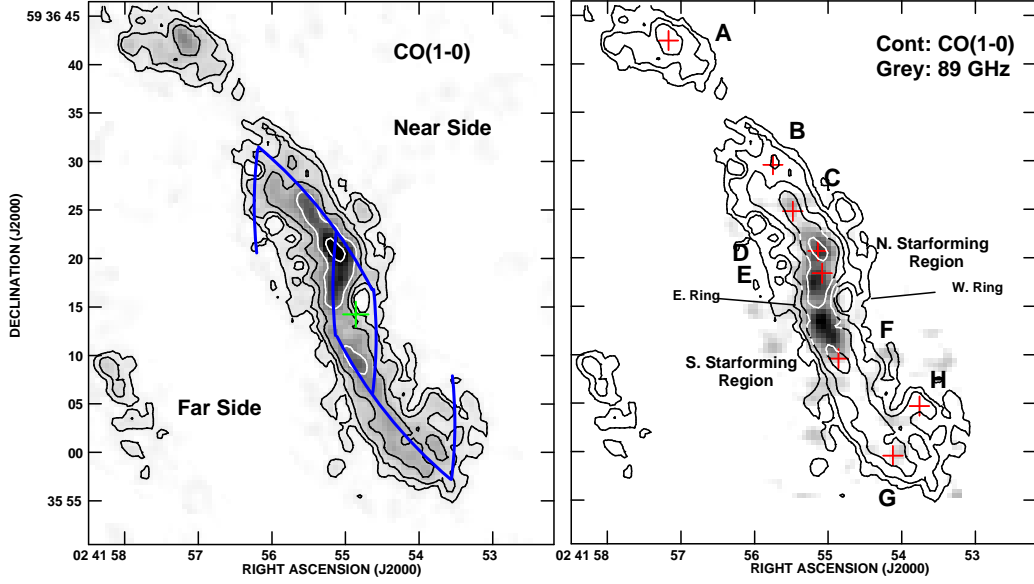 59 36 45
40
35
30
25
20
15
10
05
00
35 55
DECLINATION (J2000)
CO(1-0)
Near Side
Far Side
02 41 58
57
56
55
54
53
RIGHT ASCENSION (J2000)
A
Cont: CO(1-0)
Grey: 89 GHz
B
C
D
E
N. Starforming
Region
E. Ring
W. Ring
F
S. Starforming
Region
H
G
02 41 58
57
56
55
54
53
RIGHT ASCENSION (J2000)